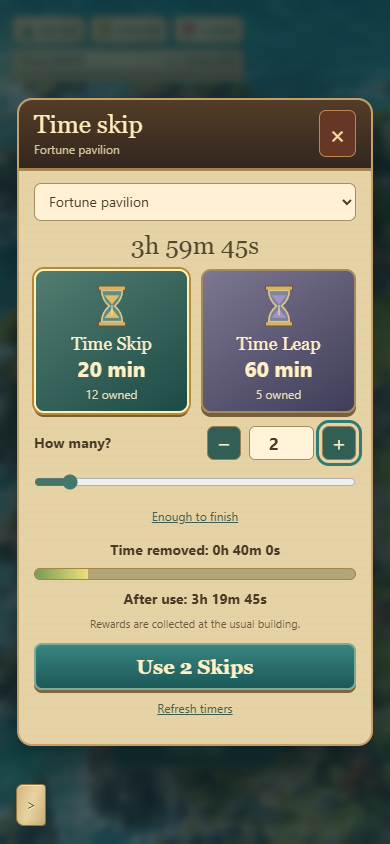 Time skip
Fortune pavilion
×
Fortune pavilion
3h 59m 45s
Time Skip
20 min
12 owned
Time Leap
60 min
5 owned
How many?
− 2 +
Enough to finish
Time removed: 0h 40m 0s
After use: 3h 19m 45s
Rewards are collected at the usual building.
Use 2 Skips
Refresh timers
>